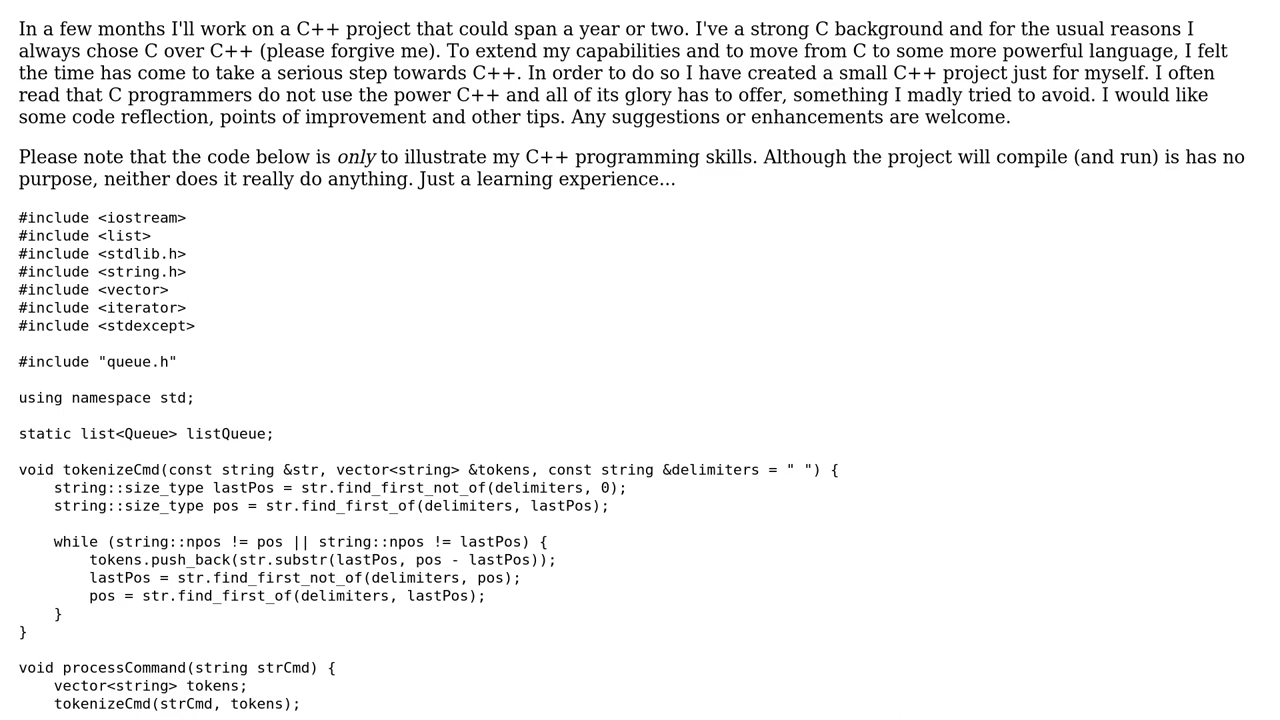 In a few months I'll work on a C++ project that could span a year or two. I've a strong C background and for the usual reasons I
always chose C over C++ (please forgive me). To extend my capabilities and to move from C to some more powerful language, I felt
the time has come to take a serious step towards C++. In order to do so I have created a small C++ project just for myself. I often
read that C programmers do not use the power C++ and all of its glory has to offer, something I madly tried to avoid. I would like
some code reflection, points of improvement and other tips. Any suggestions or enhancements are welcome.
Please note that the code below is only to illustrate my C++ programming skills. Although the project will compile (and run) is has no
purpose, neither does it really do anything. Just a learning experience...
#include <iostream>
#include <list>
#include <stdlib.h>
#include <string.h>
#include <vector>
#include <iterator>
#include <stdexcept>
#include "queue.h"
using namespace std;
static list<Queue> listQueue;
void tokenizeCmd(const string &str, vector<string> &tokens, const string &delimiters = " ") {
    string::size_type lastPos = str.find_first_not_of(delimiters, 0);
    string::size_type pos = str.find_first_of(delimiters, lastPos);
    while (string::npos != pos || string::npos != lastPos) {
        tokens.push_back(str.substr(lastPos, pos - lastPos));
        lastPos = str.find_first_not_of(delimiters, pos);
        pos = str.find_first_of(delimiters, lastPos);
    }
}
void processCommand(string strCmd) {
    vector<string> tokens;
    tokenizeCmd(strCmd, tokens);